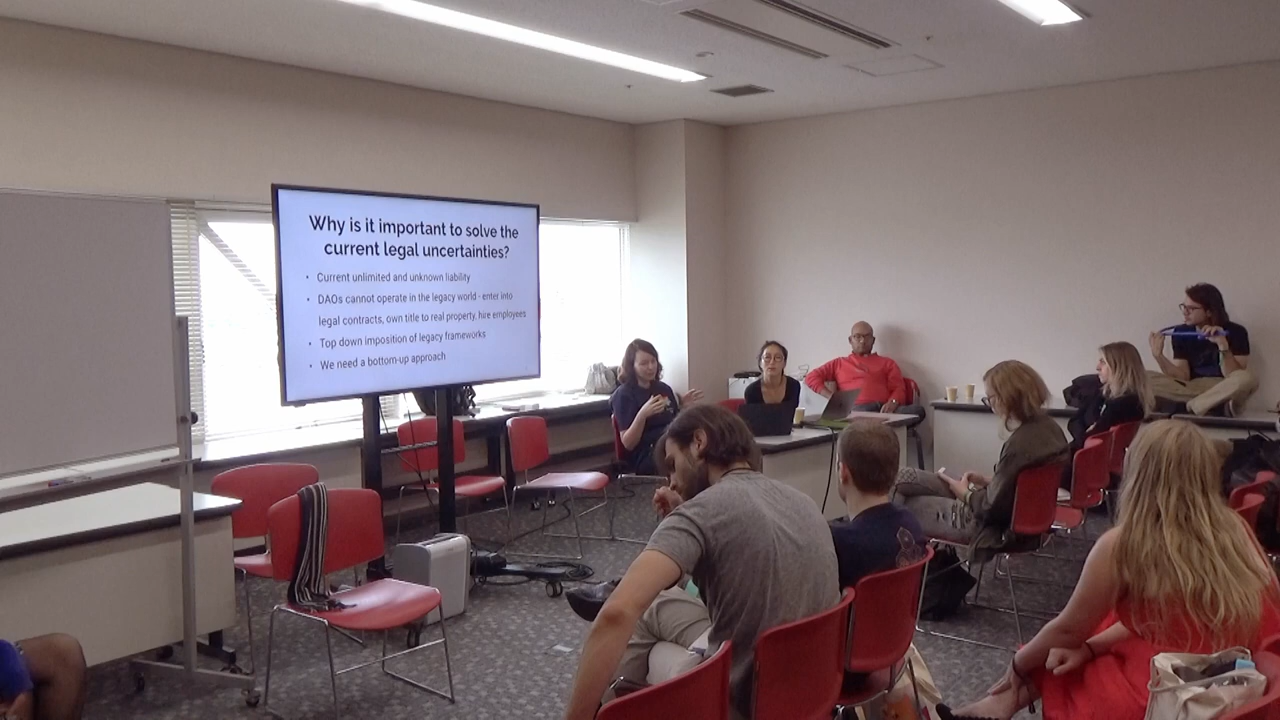 Why is it important to solve the
current legal uncertainties?
• Current unlimited and unknown liability
• DAOs cannot operate in the legacy world - enter into
legal contracts, own title to real property, hire employees
• Top down imposition of legacy frameworks
• We need a bottom-up approach